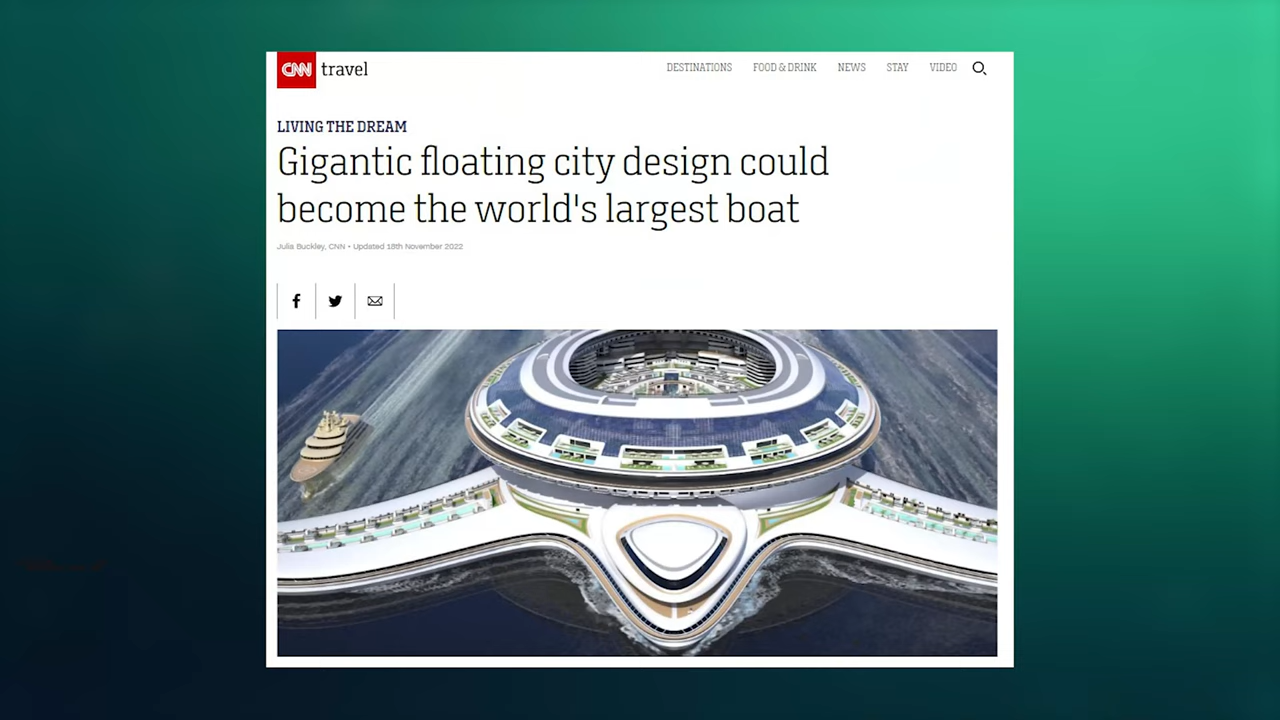 CNN travel
DESTINATIONS FOOD & DRINK NEWS STAY VIDEO
LIVING THE DREAM
Gigantic floating city design could
become the world's largest boat
Julia Buckley, CNN • Updated 18th November 2022